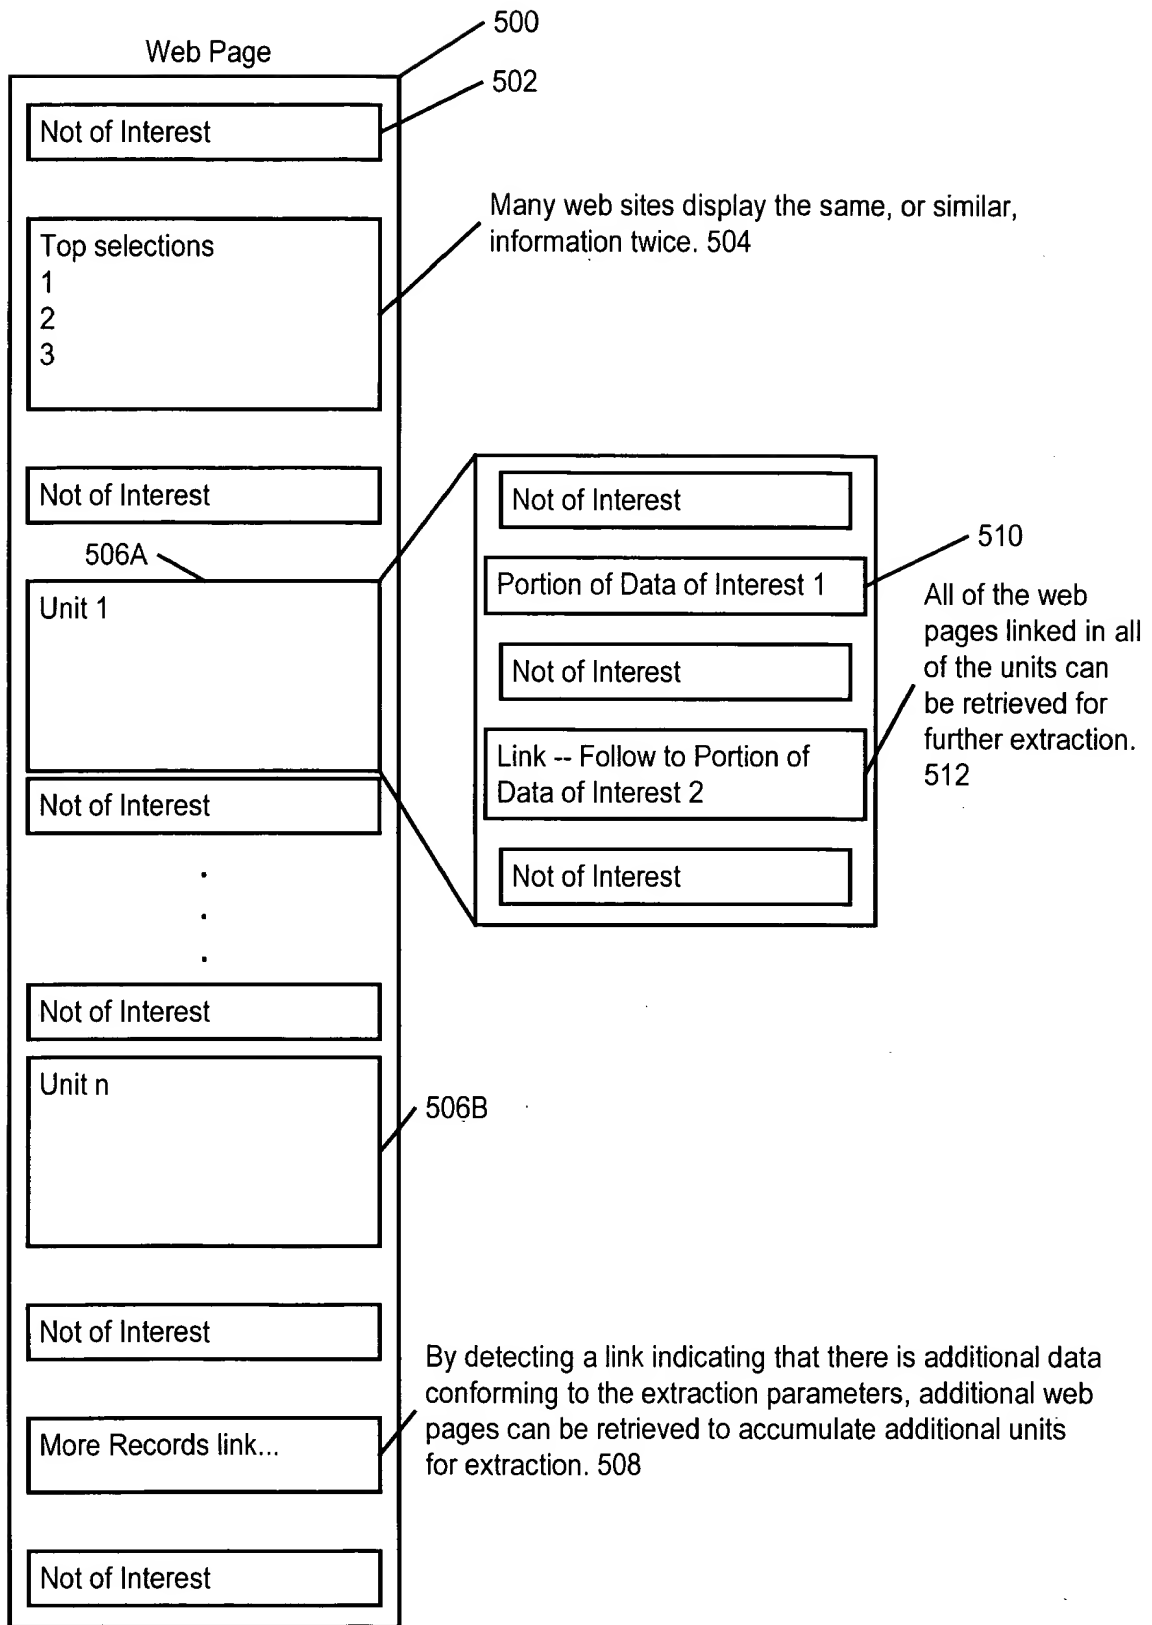 500
Web Page
502
Not of Interest
Many web sites display the same, or similar,
information twice. 504
Top selections
1
2
3
Not of Interest
506A
Unit 1
Not of Interest
510
Portion of Data of Interest 1
All of the web
pages linked in all
of the units can
be retrieved for
further extraction.
512
Not of Interest
Link -- Follow to Portion of
Data of Interest 2
Not of Interest
Not of Interest
.
.
.
Not of Interest
Unit n
506B
Not of Interest
By detecting a link indicating that there is additional data
conforming to the extraction parameters, additional web
pages can be retrieved to accumulate additional units
for extraction. 508
More Records link...
Not of Interest